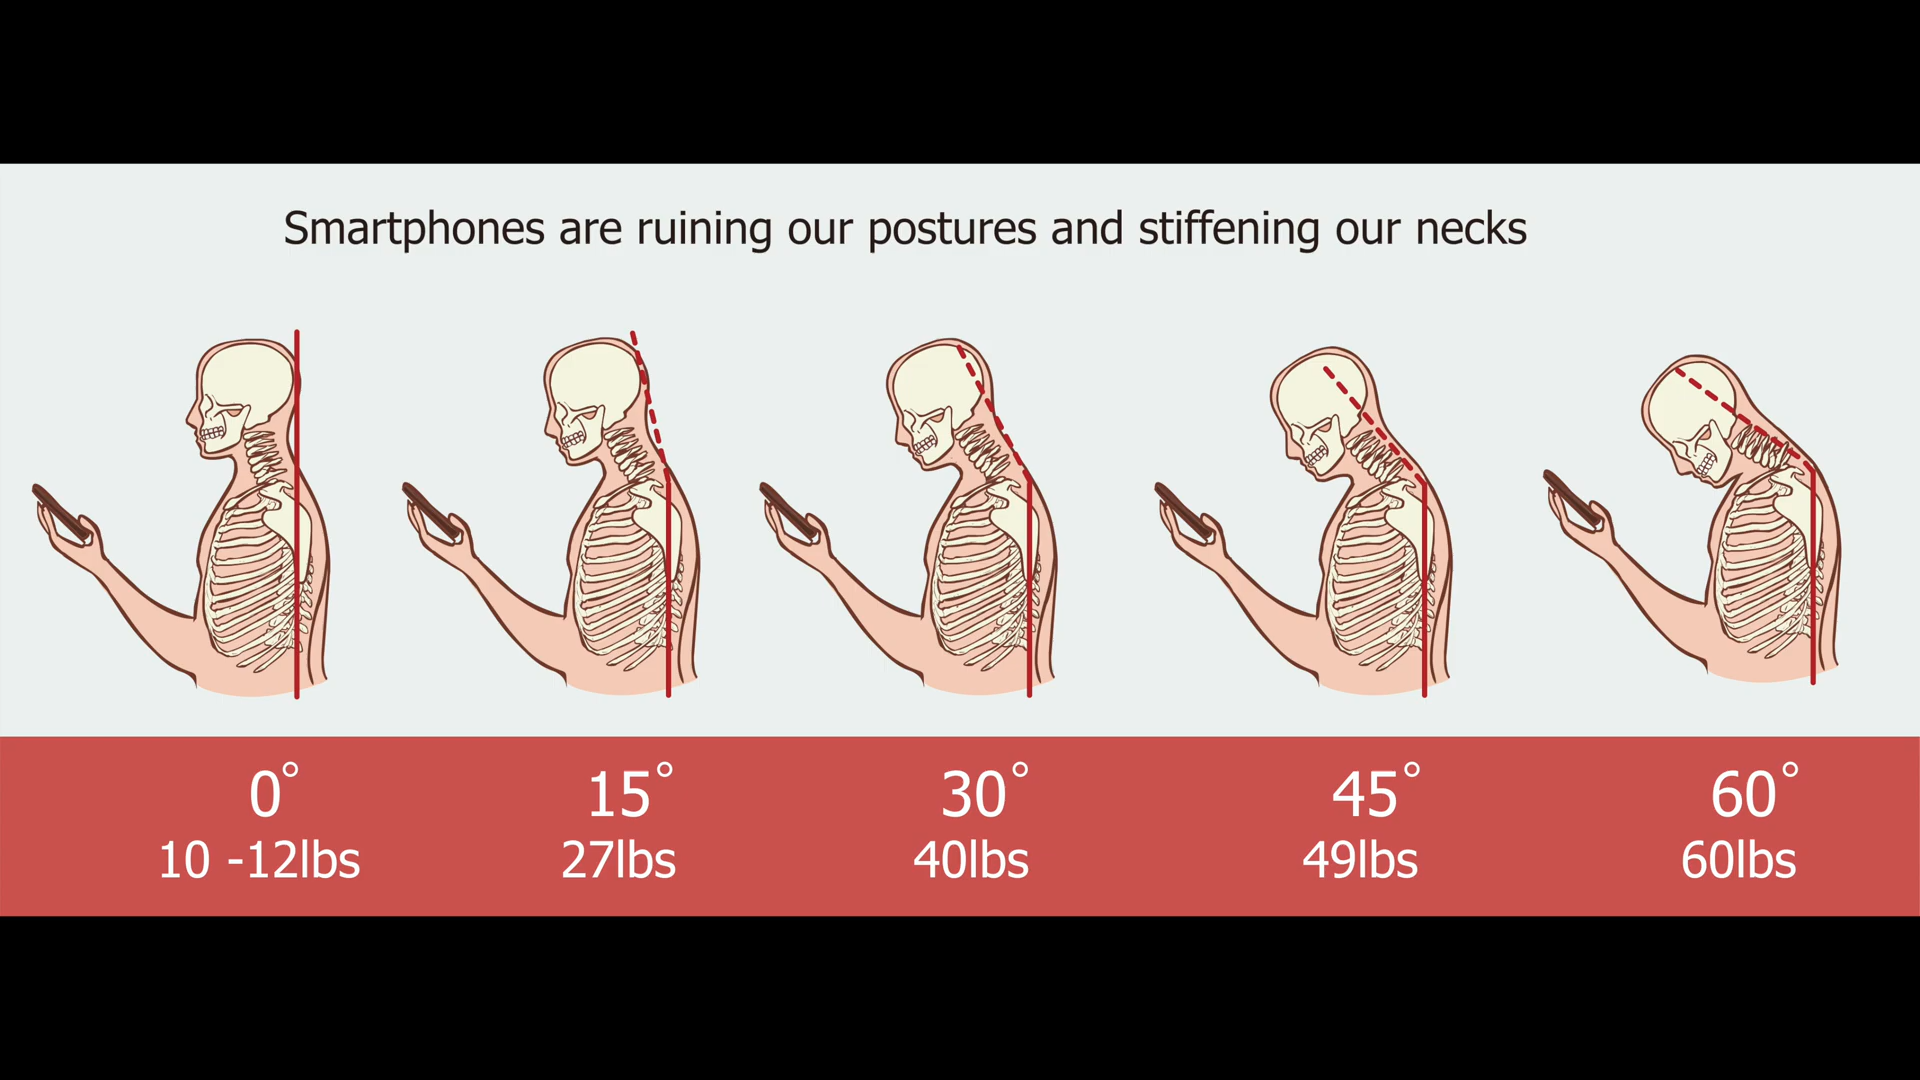 Smartphones are ruining our postures and stiffening our necks
0° 15° 30° 45° 60°
10 -12lbs 27lbs 40lbs 49lbs 60lbs